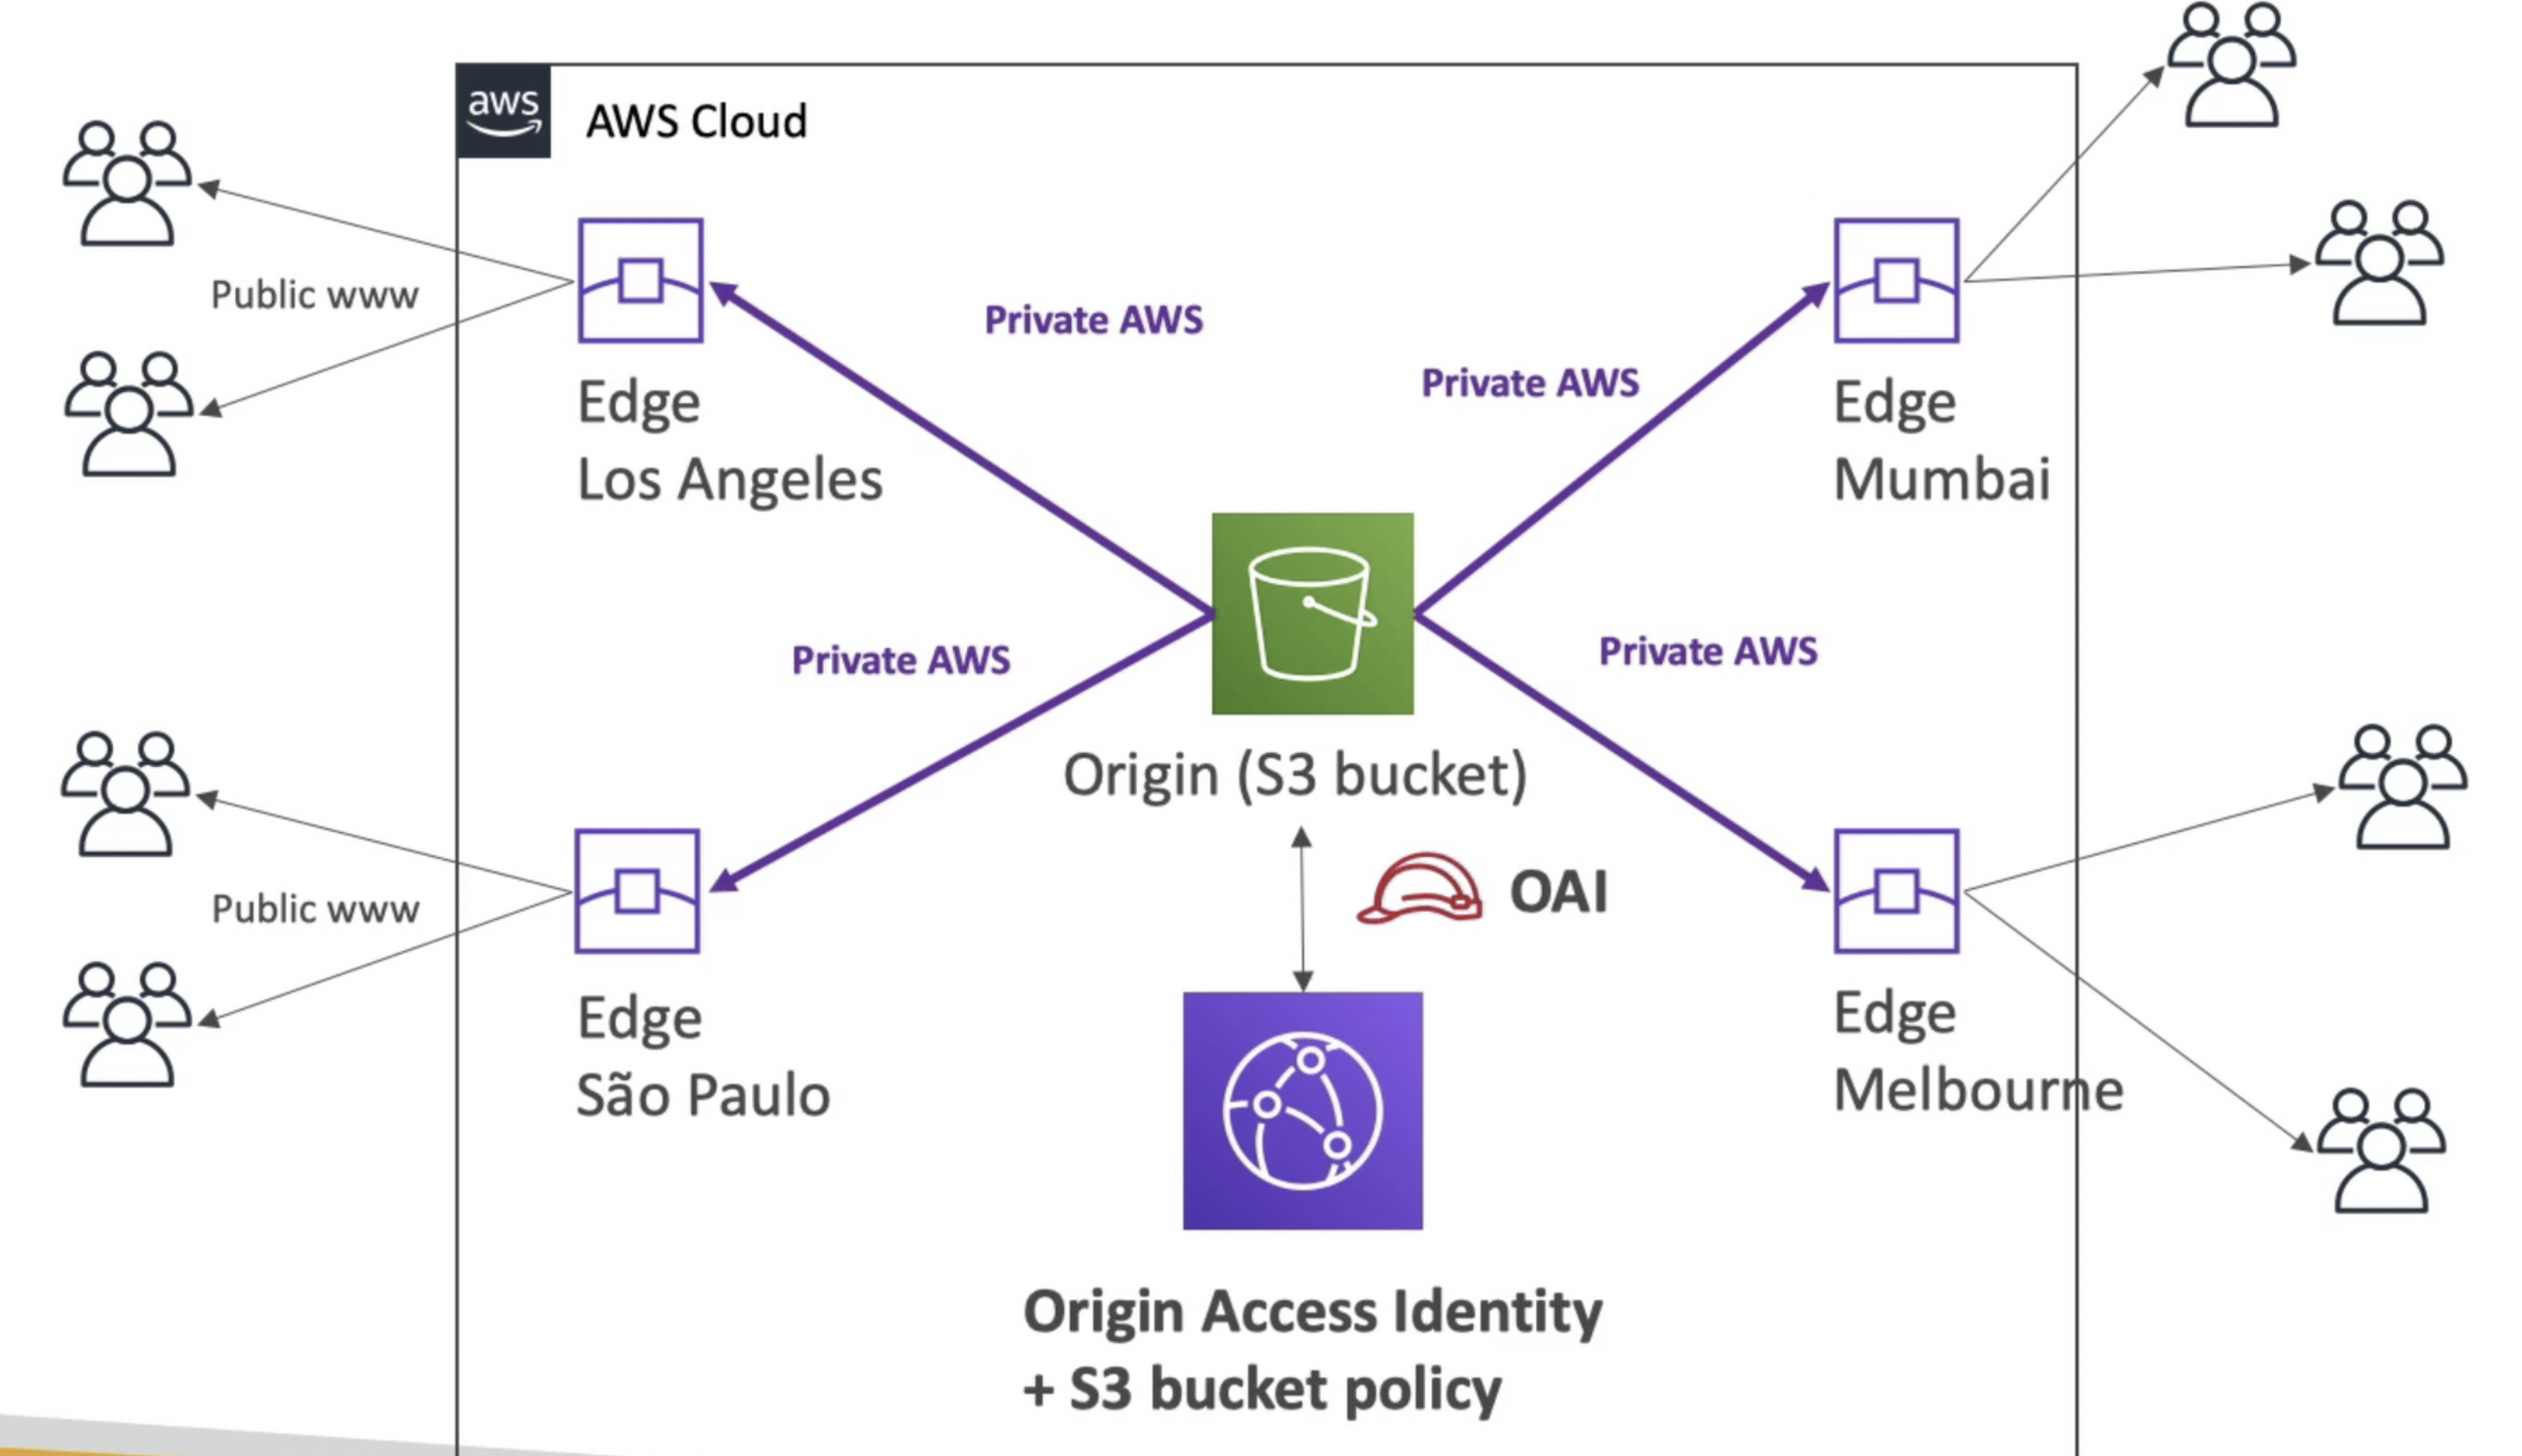 aws
AWS Cloud
Public www
Edge
Los Angeles
Private AWS
Private AWS
Edge
Mumbai
Private AWS
Private AWS
Origin (S3 bucket)
OAI
Public www
Edge
São Paulo
Edge
Melbourne
Origin Access Identity
+ S3 bucket policy